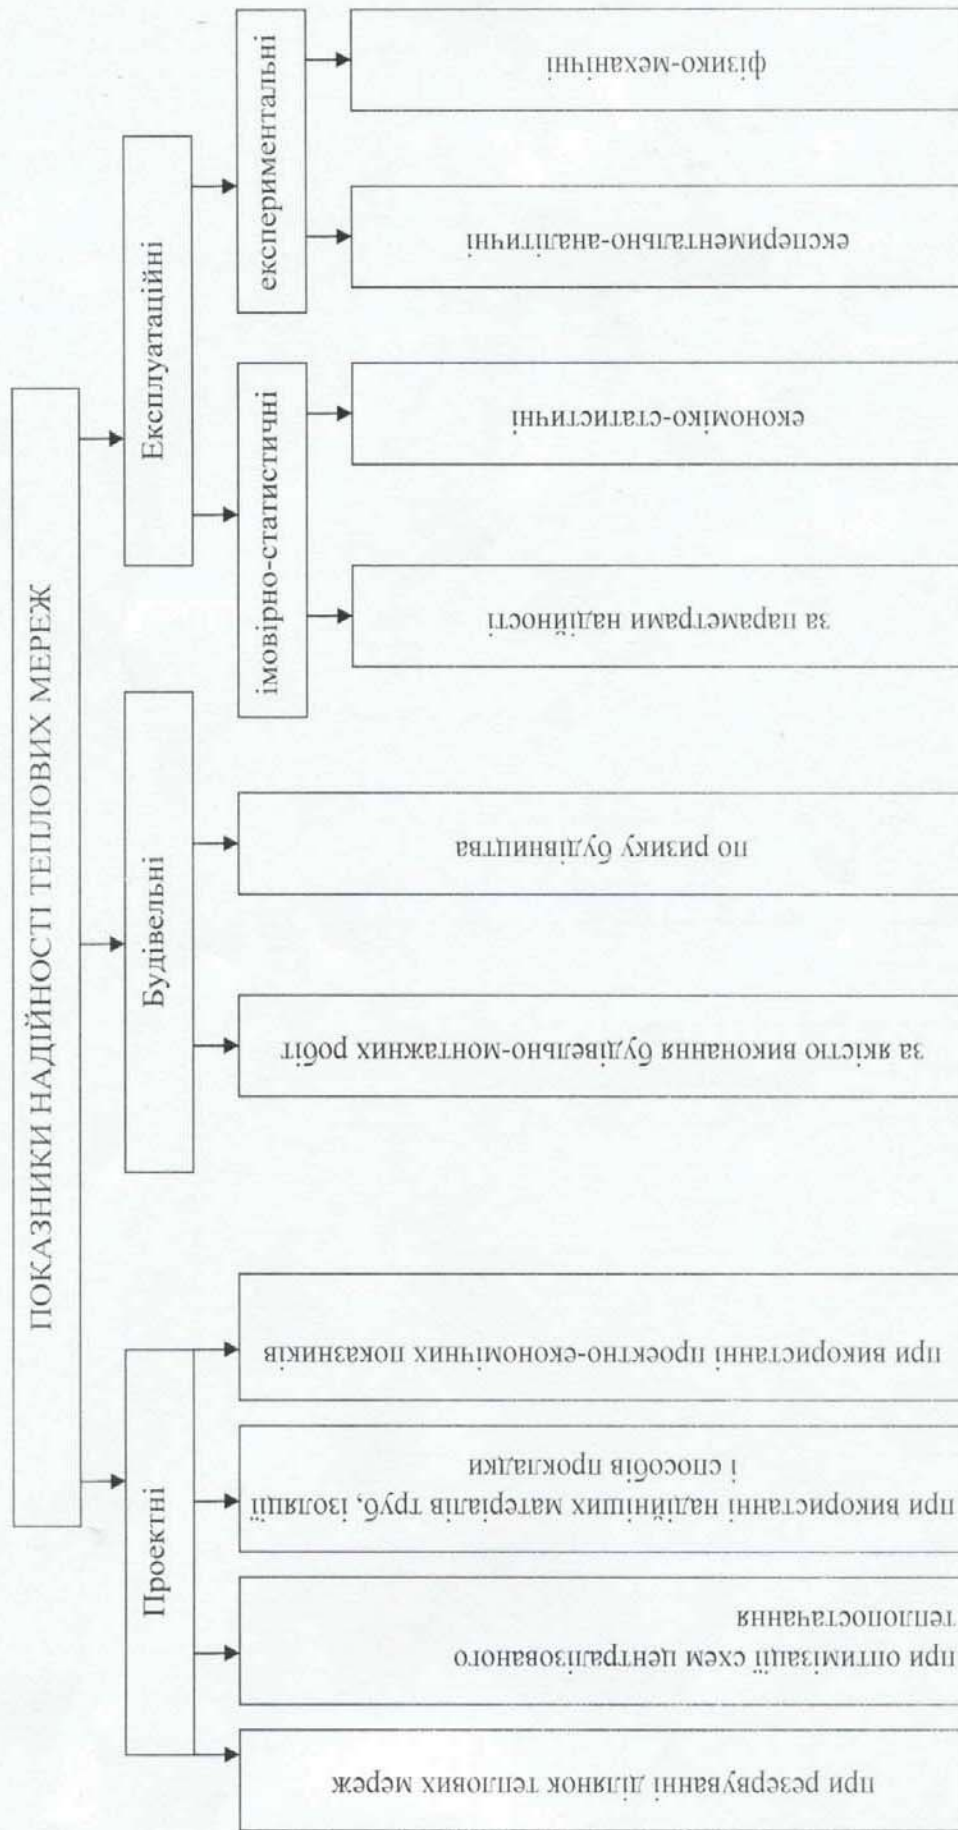 ПОКАЗНИКИ НАДІЙНОСТІ ТЕПЛОВИХ МЕРЕЖ
Проектні
Будівельні
Експлуатаційні
імовірно-статистичні
експериментальні
при резервуванні ділянок теплових мереж
при оптимізації схем централізованого
теплопостачання
при використанні надійніших матеріалів труб, ізоляції
і способів прокладки
при використанні проектно-економічних показників
за якістю виконання будівельно-монтажних робіт
по ризику будівництва
за параметрами надійності
економіко-статистичні
експериментально-аналітичні
фізико-механічні